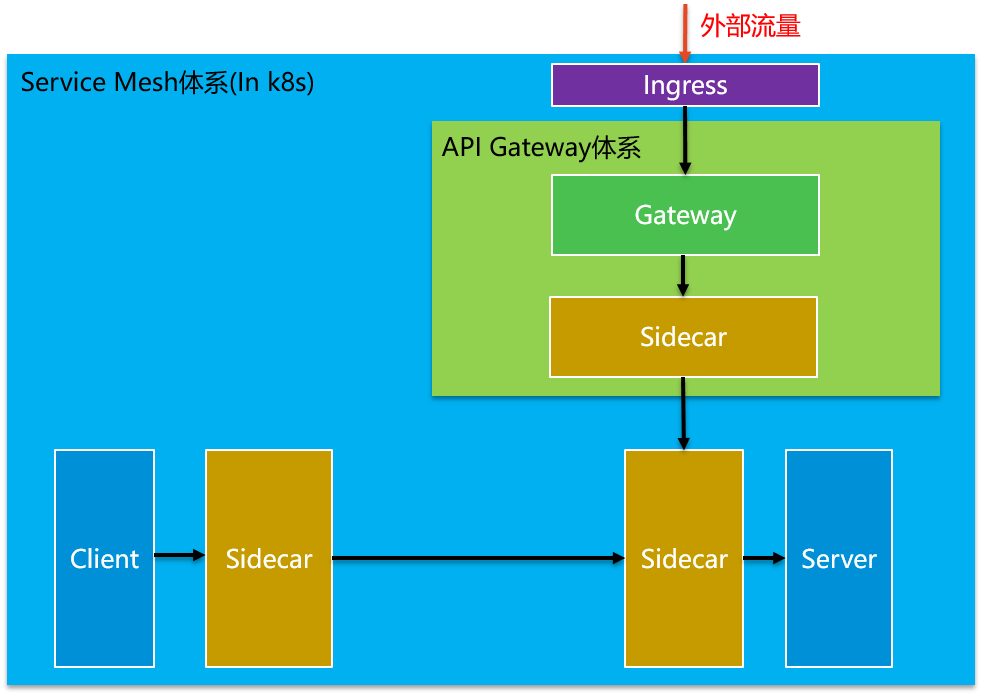 外部流量
Service Mesh体系(In k8s)
Ingress
API Gateway体系
Gateway
Sidecar
Client
Sidecar
Sidecar
Server